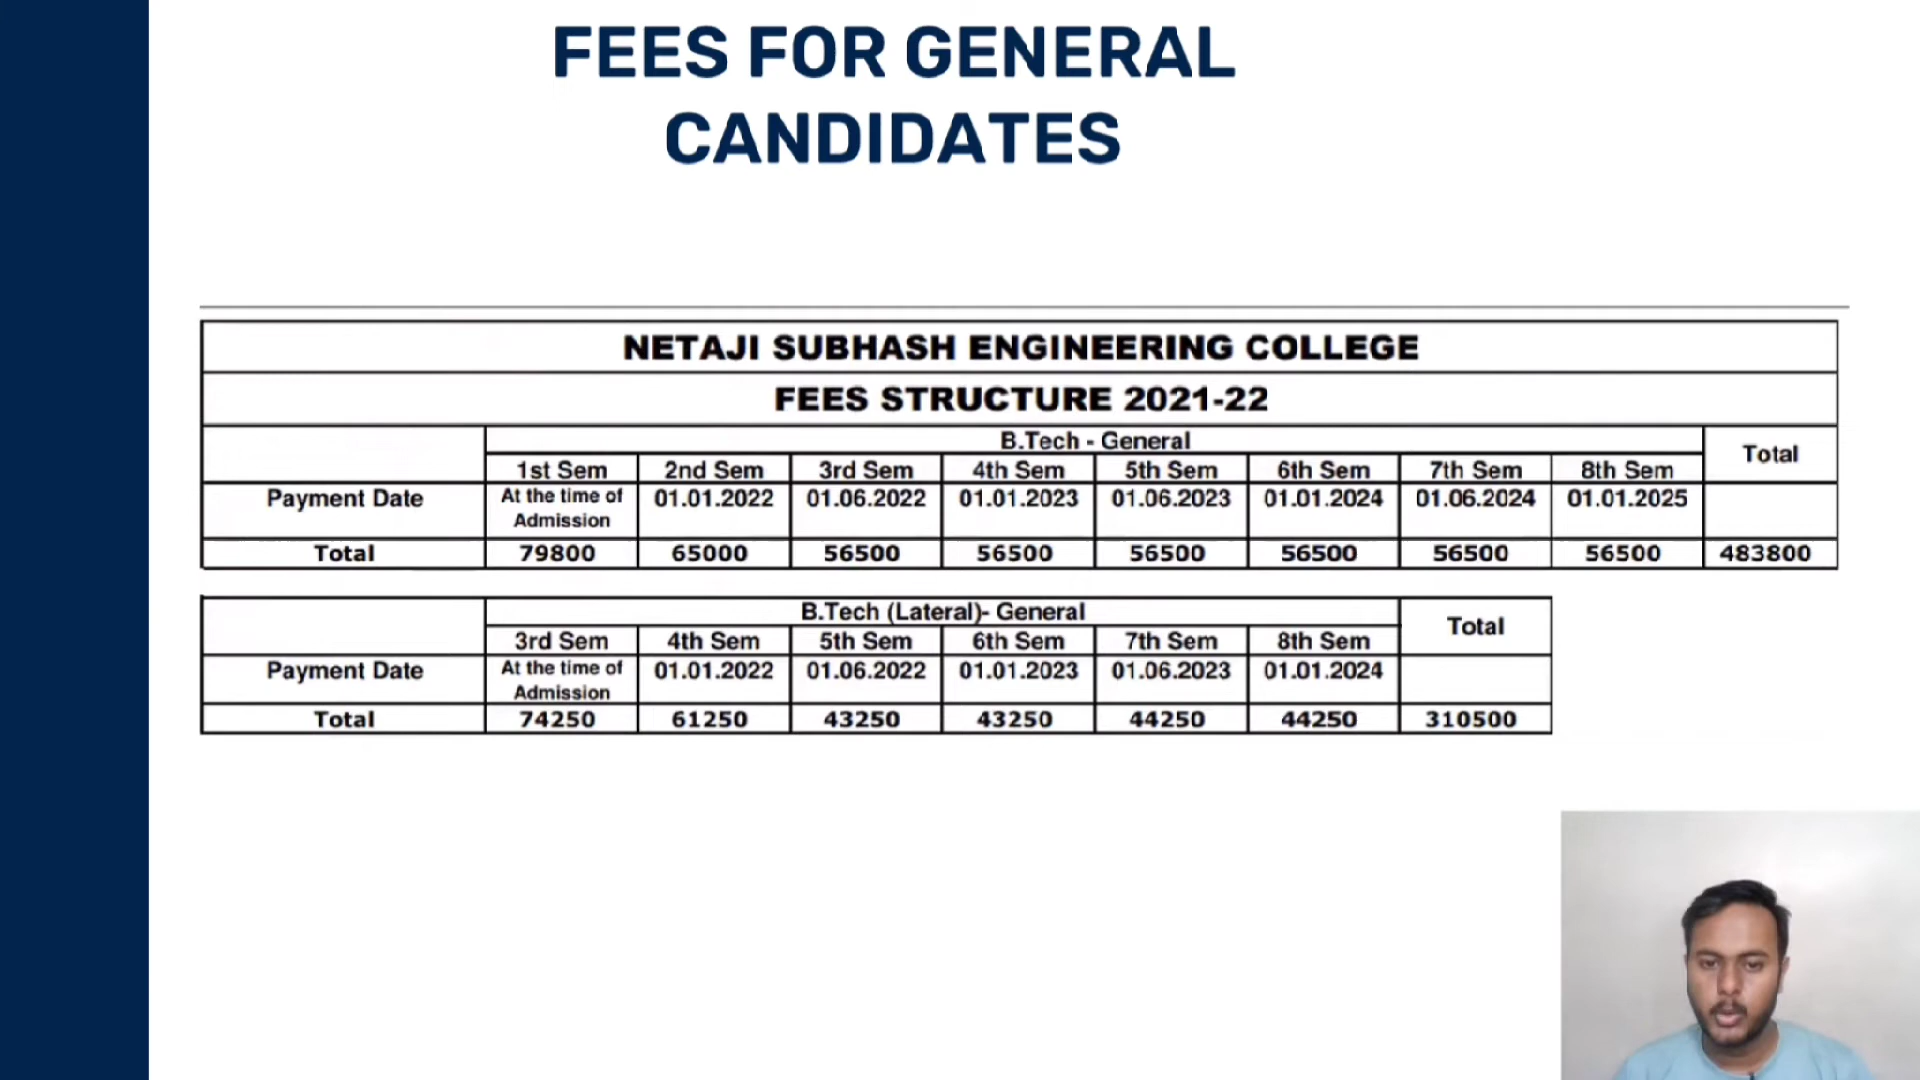 FEES FOR GENERAL
CANDIDATES
NETAJI SUBHASH ENGINEERING COLLEGE
FEES STRUCTURE 2021-22
B.Tech - General Total
1st Sem 2nd Sem 3rd Sem 4th Sem 5th Sem 6th Sem 7th Sem 8th Sem
Payment Date At the time of Admission 01.01.2022 01.06.2022 01.01.2023 01.06.2023 01.01.2024 01.06.2024 01.01.2025
Total 79800 65000 56500 56500 56500 56500 56500 56500 483800
B.Tech (Lateral)- General Total
3rd Sem 4th Sem 5th Sem 6th Sem 7th Sem 8th Sem
Payment Date At the time of Admission 01.01.2022 01.06.2022 01.01.2023 01.06.2023 01.01.2024
Total 74250 61250 43250 43250 44250 44250 310500